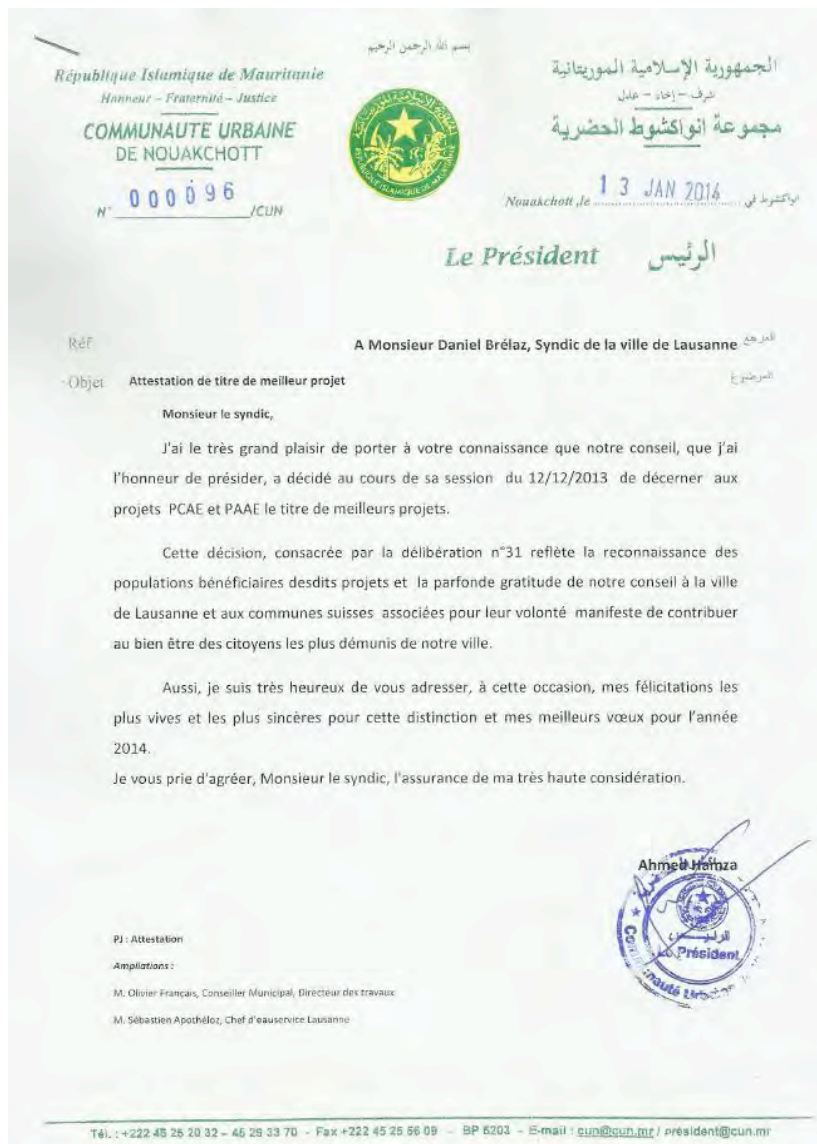 بسم الله الرحمن الرحيم
République Islamique de Mauritanie
Honneur – Fraternité – Justice
COMMUNAUTE URBAINE
DE NOUAKCHOTT
N° 000096 /CUN
الجمهورية الإسلامية الموريتانية
شرف – إخاء – عدل
مجموعة انواكشوط الحضرية
Nouakchott ,le 13 JAN 2014 انواكشوط في
REPUBLIQUE ISLAMIQUE DE MAURITANIE
Le Président الرئيس
Réf A Monsieur Daniel Brélaz, Syndic de la ville de Lausanne المرجع
Objet Attestation de titre de meilleur projet الموضوع
Monsieur le syndic,
J'ai le très grand plaisir de porter à votre connaissance que notre conseil, que j'ai
l'honneur de présider, a décidé au cours de sa session du 12/12/2013 de décerner aux
projets PCAE et PAAE le titre de meilleurs projets.
Cette décision, consacrée par la délibération n°31 reflète la reconnaissance des
populations bénéficiaires desdits projets et la parfonde gratitude de notre conseil à la ville
de Lausanne et aux communes suisses associées pour leur volonté manifeste de contribuer
au bien être des citoyens les plus démunis de notre ville.
Aussi, je suis très heureux de vous adresser, à cette occasion, mes félicitations les
plus vives et les plus sincères pour cette distinction et mes meilleurs vœux pour l'année
2014.
Je vous prie d'agréer, Monsieur le syndic, l'assurance de ma très haute considération.
Ahmed Hamza
الرئيس
Le Président
Communauté Urbaine
PJ : Attestation
Ampliations :
M. Olivier Français, Conseiller Municipal, Directeur des travaux
M. Sébastien Apothéloz, Chef d'eauservice Lausanne
Tél. : +222 45 25 20 32 – 45 29 33 70 - Fax +222 45 25 56 09 - BP 5203 - E-mail : cun@cun.mr / président@cun.mr